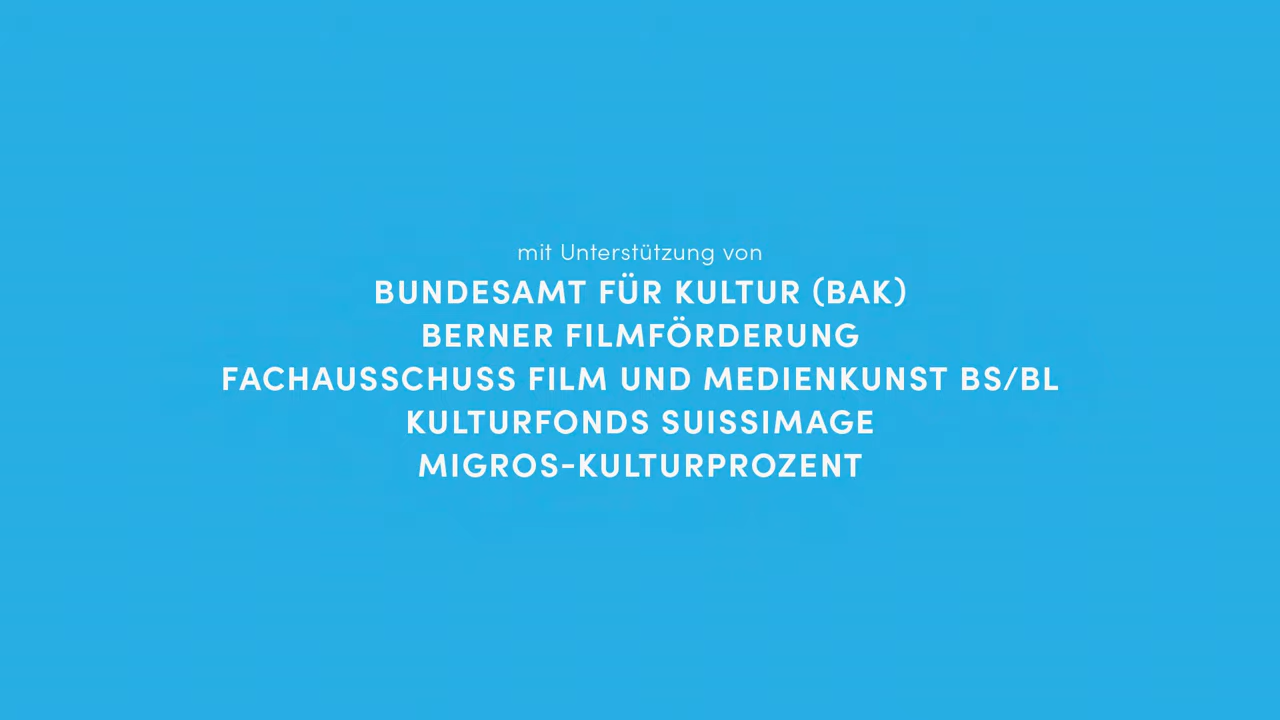 mit Unterstützung von
BUNDESAMT FÜR KULTUR (BAK)
BERNER FILMFÖRDERUNG
FACHAUSSCHUSS FILM UND MEDIENKUNST BS/BL
KULTURFONDS SUISSIMAGE
MIGROS-KULTURPROZENT